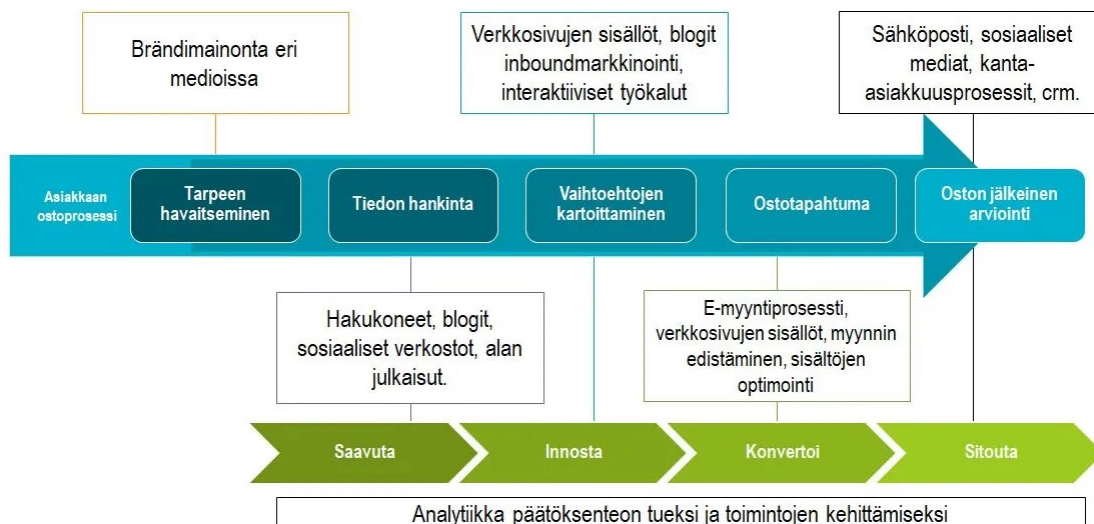 Brändimainonta eri
medioissa
Verkkosivujen sisällöt, blogit
inboundmarkkinointi,
interaktiiviset työkalut
Sähköposti, sosiaaliset
mediat, kanta-
asiakkuusprosessit, crm.
Asiakkaan
ostoprosessi
Tarpeen
havaitseminen
Tiedon hankinta
Vaihtoehtojen
kartoittaminen
Ostotapahtuma
Oston jälkeinen
arviointi
Hakukoneet, blogit,
sosiaaliset verkostot, alan
julkaisut.
E-myyntiprosessti,
verkkosivujen sisällöt, myynnin
edistäminen, sisältöjen
optimointi
Saavuta
Innosta
Konvertoi
Sitouta
Analytiikka päätöksenteon tueksi ja toimintojen kehittämiseksi